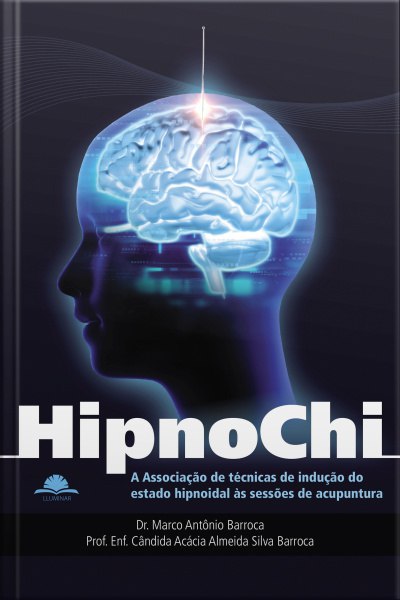 HipnoChi
A Associação de técnicas de indução do
estado hipnoidal às sessões de acupuntura
LLUMINAR
Dr. Marco Antônio Barroca
Prof. Enf. Cândida Acácia Almeida Silva Barroca